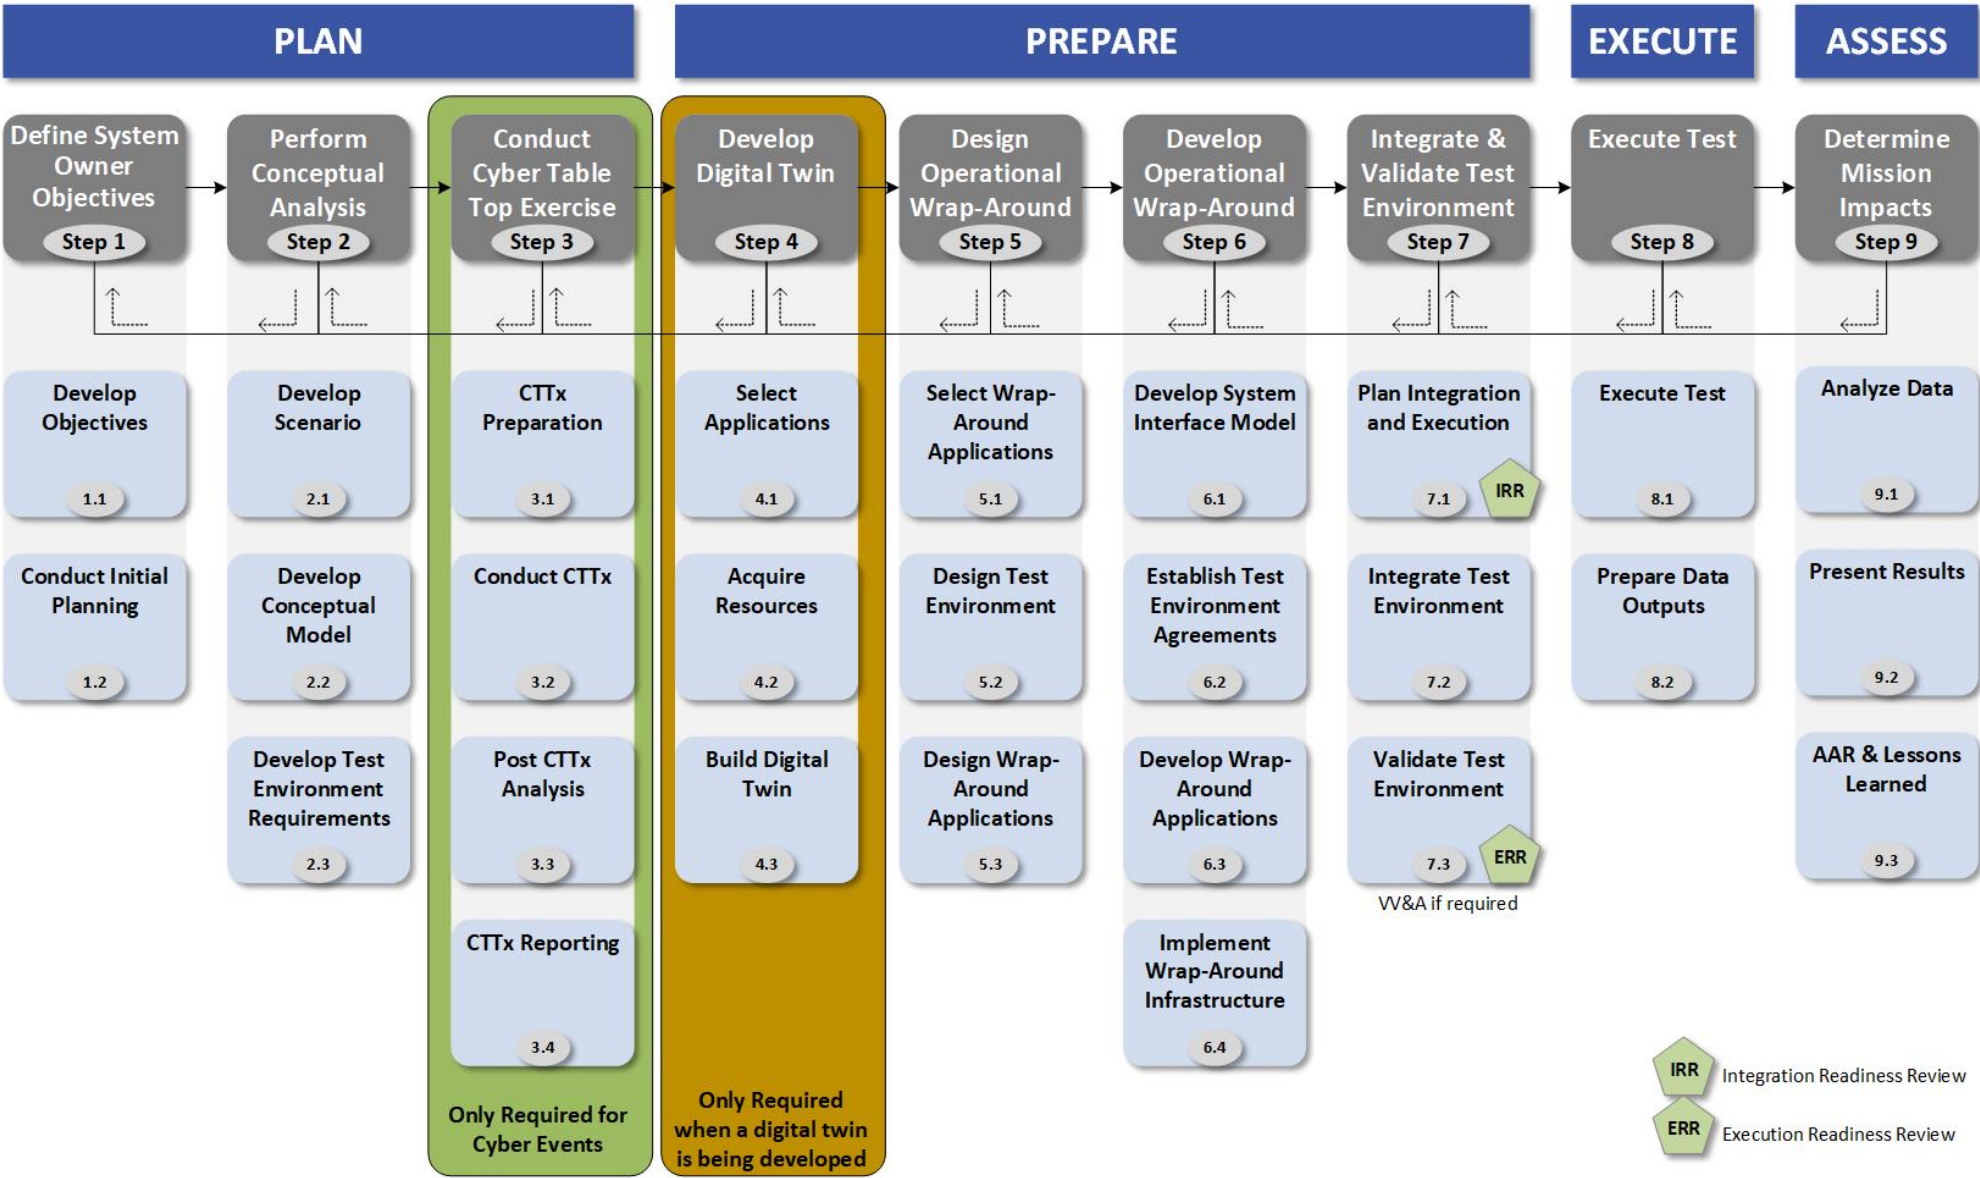 PLAN
PREPARE
EXECUTE
ASSESS
Define System
Owner
Objectives
Step 1
Perform
Conceptual
Analysis
Step 2
Conduct
Cyber Table
Top Exercise
Step 3
Develop
Digital Twin
Step 4
Design
Operational
Wrap-Around
Step 5
Develop
Operational
Wrap-Around
Step 6
Integrate &
Validate Test
Environment
Step 7
Execute Test
Step 8
Determine
Mission
Impacts
Step 9
Develop
Objectives
1.1
Conduct Initial
Planning
1.2
Develop
Scenario
2.1
Develop
Conceptual
Model
2.2
Develop Test
Environment
Requirements
2.3
CTTx
Preparation
3.1
Conduct CTTx
3.2
Post CTTx
Analysis
3.3
CTTx Reporting
3.4
Only Required for
Cyber Events
Select
Applications
4.1
Acquire
Resources
4.2
Build Digital
Twin
4.3
Only Required
when a digital twin
is being developed
Select Wrap-
Around
Applications
5.1
Design Test
Environment
5.2
Design Wrap-
Around
Applications
5.3
Develop System
Interface Model
6.1
Establish Test
Environment
Agreements
6.2
Develop Wrap-
Around
Applications
6.3
Implement
Wrap-Around
Infrastructure
6.4
Plan Integration
and Execution
7.1
IRR
Integrate Test
Environment
7.2
Validate Test
Environment
7.3
ERR
VV&A if required
Execute Test
8.1
Prepare Data
Outputs
8.2
Analyze Data
9.1
Present Results
9.2
AAR & Lessons
Learned
9.3
IRR Integration Readiness Review
ERR Execution Readiness Review